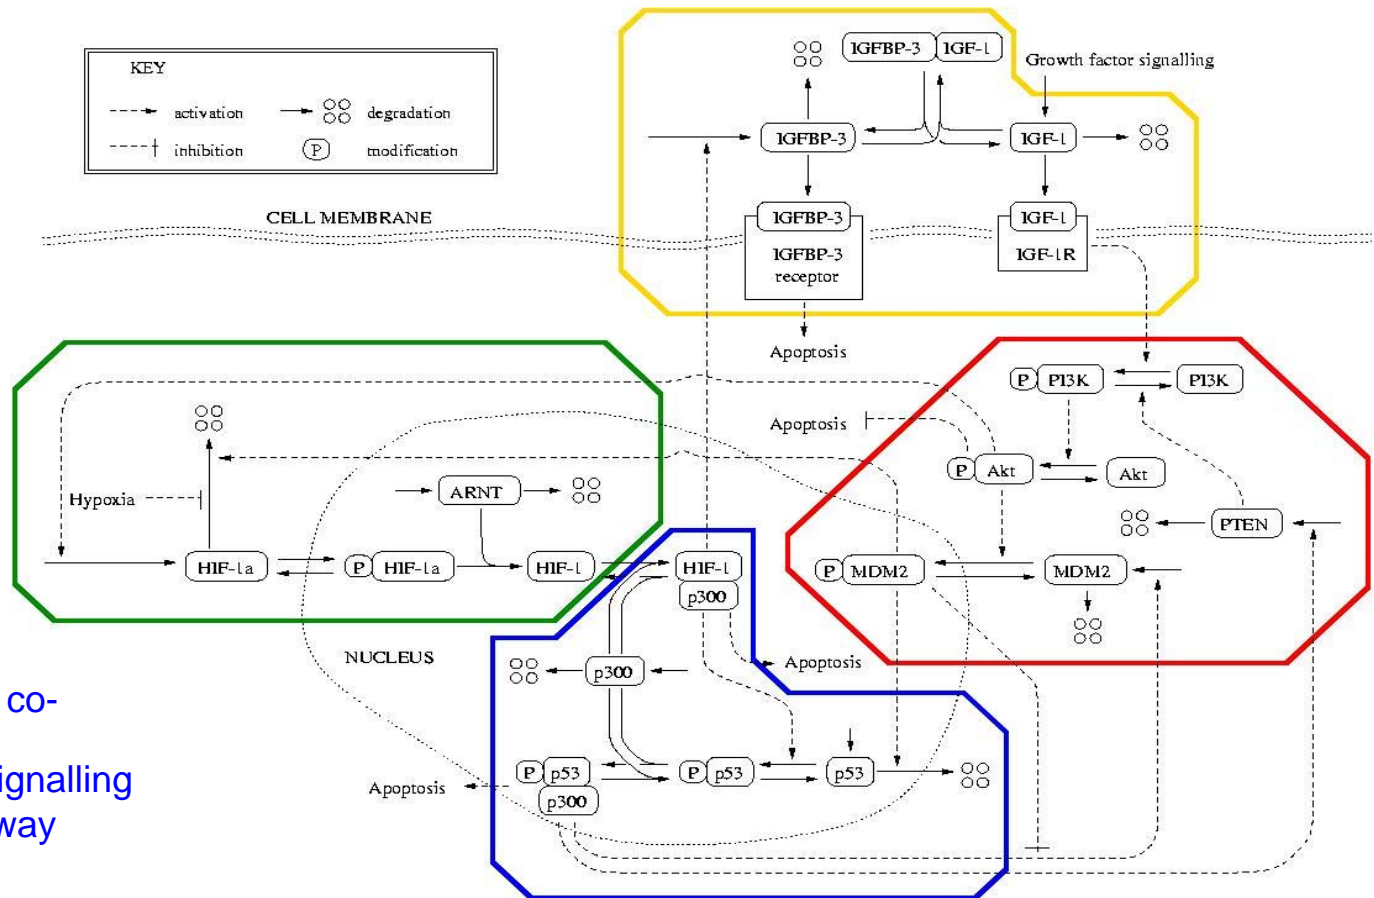 KEY
activation
degradation
inhibition
P
modification
IGFBP-3
IGF-1
Growth factor signalling
IGFBP-3
IGF-1
CELL MEMBRANE
IGFBP-3
IGFBP-3
receptor
IGF-1
IGF-1R
Apoptosis
P
PI3K
PI3K
Apoptosis
P
Akt
Akt
Hypoxia
ARNT
PTEN
HIF-1a
P
HIF-1a
HIF-1
HIF-1
p300
P
MDM2
MDM2
NUCLEUS
p300
Apoptosis
co-
ignalling
way
Apoptosis
P
p53
p300
P
p53
p53